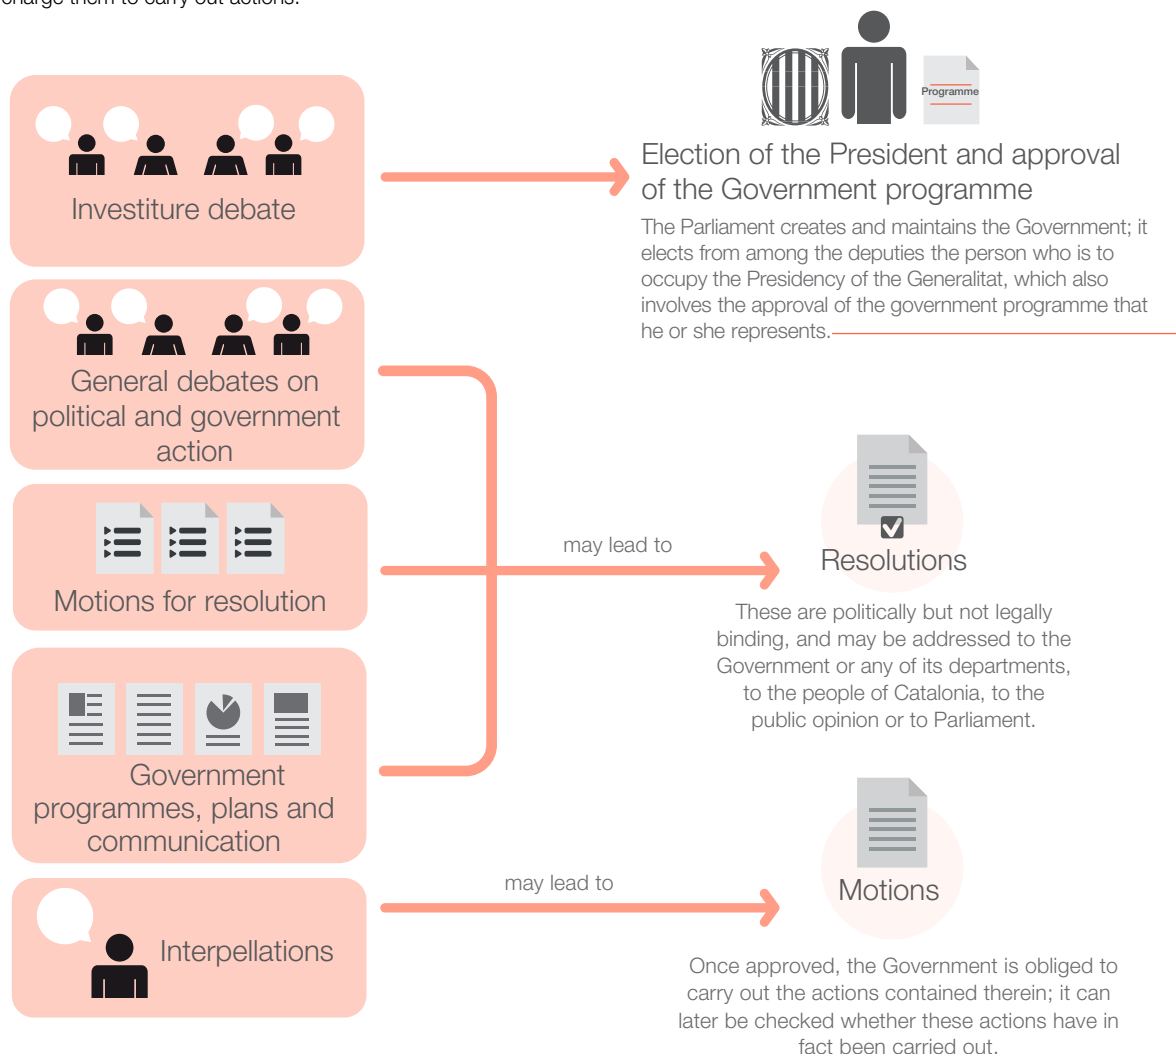 charge them to carry out actions.
Programme
Investiture debate
Election of the President and approval
of the Government programme
The Parliament creates and maintains the Government; it
elects from among the deputies the person who is to
occupy the Presidency of the Generalitat, which also
involves the approval of the government programme that
he or she represents.
General debates on
political and government
action
Motions for resolution
Government
programmes, plans and
communication
may lead to
Resolutions
These are politically but not legally
binding, and may be addressed to the
Government or any of its departments,
to the people of Catalonia, to the
public opinion or to Parliament.
Interpellations
may lead to
Motions
Once approved, the Government is obliged to
carry out the actions contained therein; it can
later be checked whether these actions have in
fact been carried out.